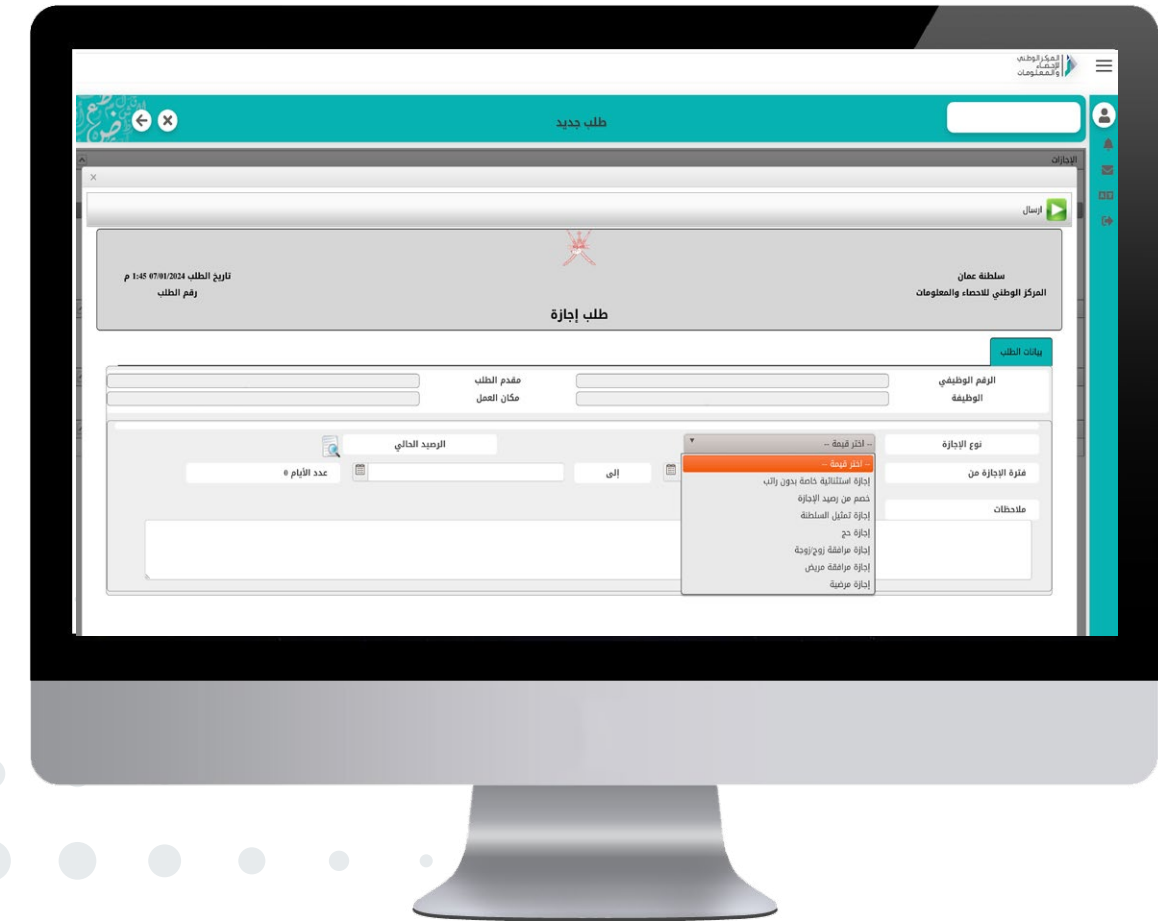 المركز الوطني
للإحصاء
والمعلومات
طلب جديد
الإجازات
ارسال
سلطنة عمان
المركز الوطني للاحصاء والمعلومات
تاريخ الطلب 07/01/2024 1:45 م
رقم الطلب
طلب إجازة
بيانات الطلب
الرقم الوظيفي
مقدم الطلب
الوظيفة
مكان العمل
نوع الإجازة
-- اختر قيمة --
الرصيد الحالي
فترة الإجازة من
إلى
عدد الأيام 0
ملاحظات
-- اختر قيمة --
إجازة استثنائية خاصة بدون راتب
خصم من رصيد الإجازة
إجازة تمثيل السلطنة
إجازة حج
إجازة مرافقة زوج/زوجة
إجازة مرافقة مريض
إجازة مرضية